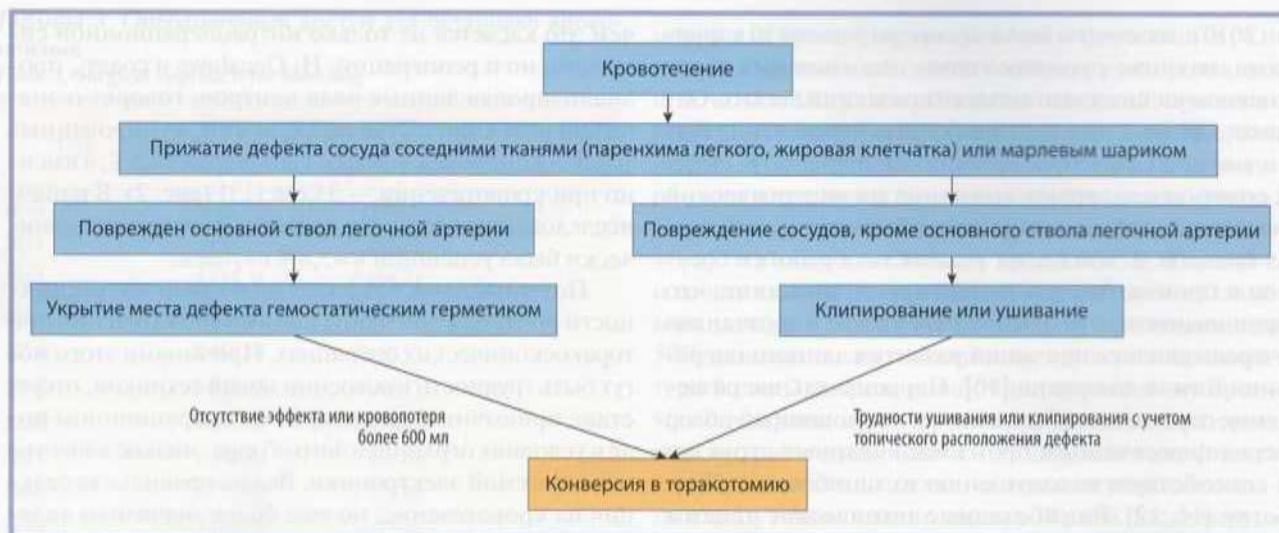 Кровотечение
Прижатие дефекта сосуда соседними тканями (паренхима легкого, жировая клетчатка) или марлевым шариком
Поврежден основной ствол легочной артерии
Повреждение сосудов, кроме основного ствола легочной артерии
Укрытие места дефекта гемостатическим герметиком
Клипирование или ушивание
Отсутствие эффекта или кровопотеря
более 600 мл
Трудности ушивания или клипирования с учетом
топического расположения дефекта
Конверсия в торакотомию